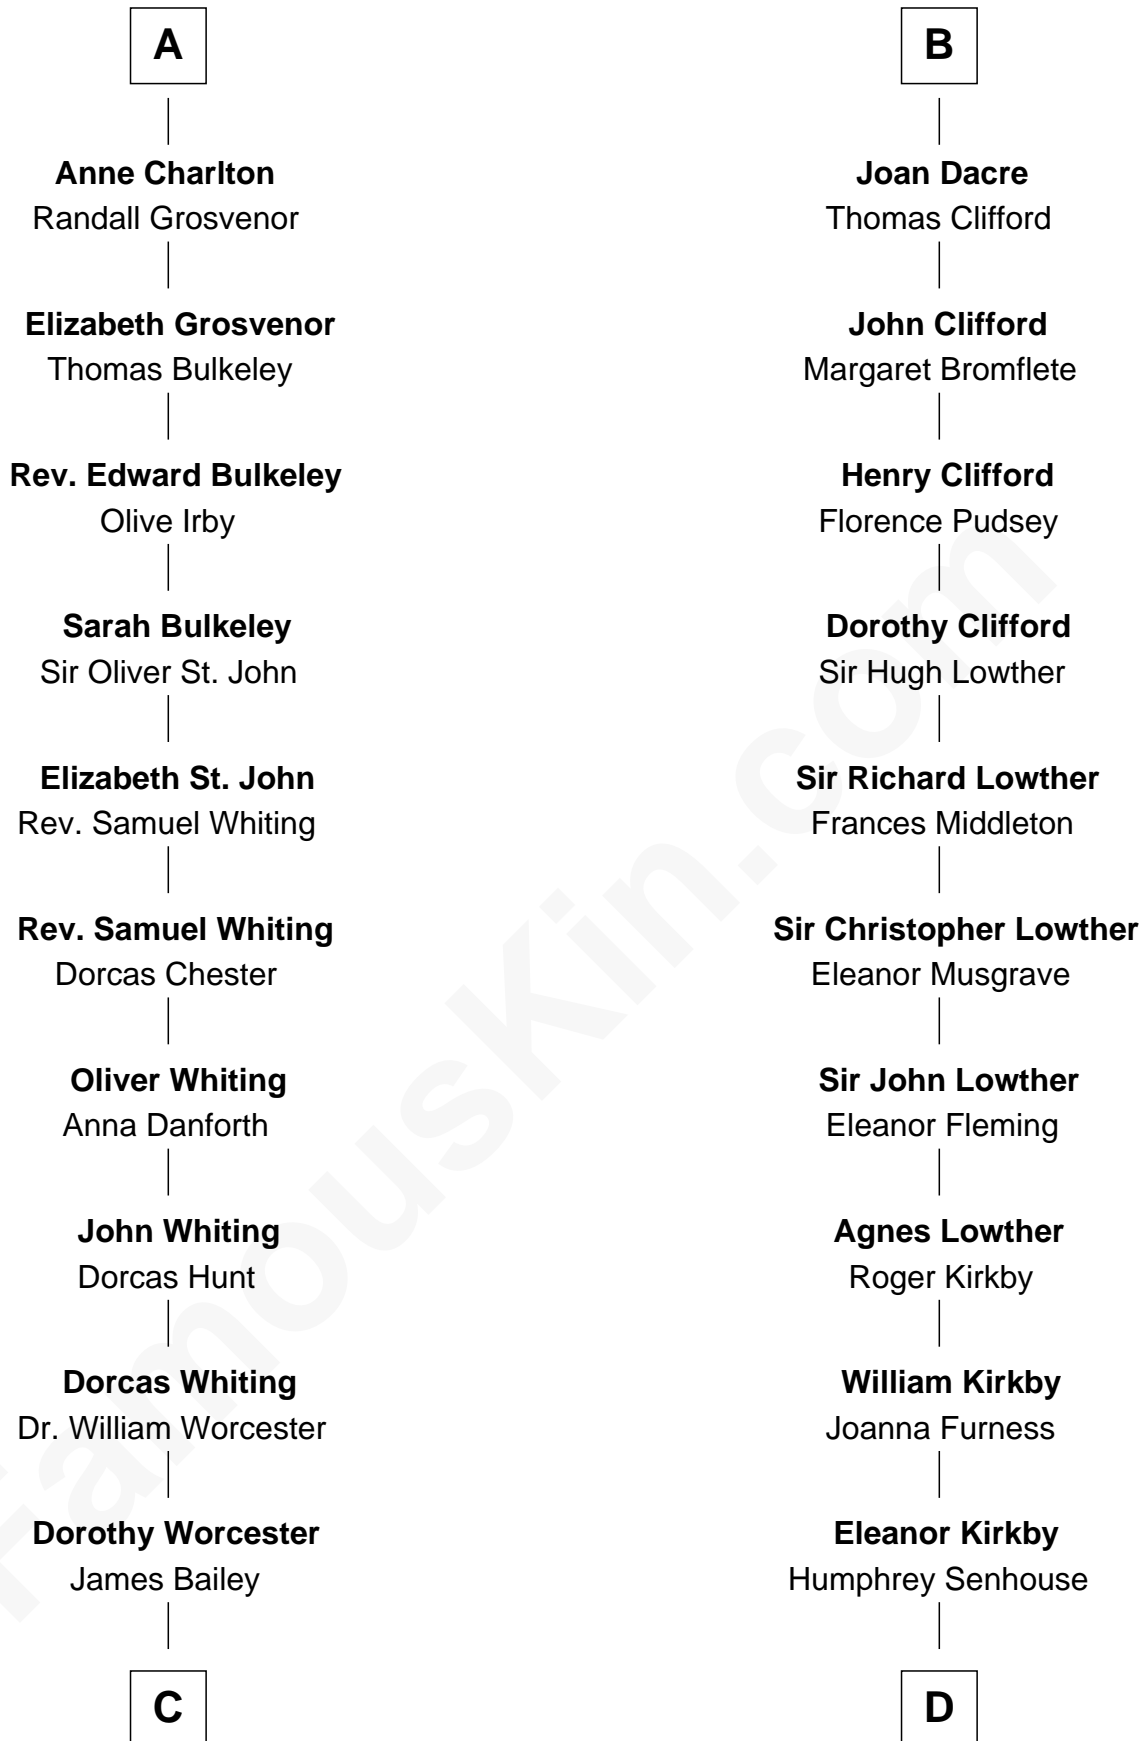 A
Anne Charlton
Randall Grosvenor
Elizabeth Grosvenor
Thomas Bulkeley
Rev. Edward Bulkeley
Olive Irby
Sarah Bulkeley
Sir Oliver St. John
Elizabeth St. John
Rev. Samuel Whiting
Rev. Samuel Whiting
Dorcas Chester
Oliver Whiting
Anna Danforth
John Whiting
Dorcas Hunt
Dorcas Whiting
Dr. William Worcester
Dorothy Worcester
James Bailey
C
B
Joan Dacre
Thomas Clifford
John Clifford
Margaret Bromflete
Henry Clifford
Florence Pudsey
Dorothy Clifford
Sir Hugh Lowther
Sir Richard Lowther
Frances Middleton
Sir Christopher Lowther
Eleanor Musgrave
Sir John Lowther
Eleanor Fleming
Agnes Lowther
Roger Kirkby
William Kirkby
Joanna Furness
Eleanor Kirkby
Humphrey Senhouse
D
FamousKin.com